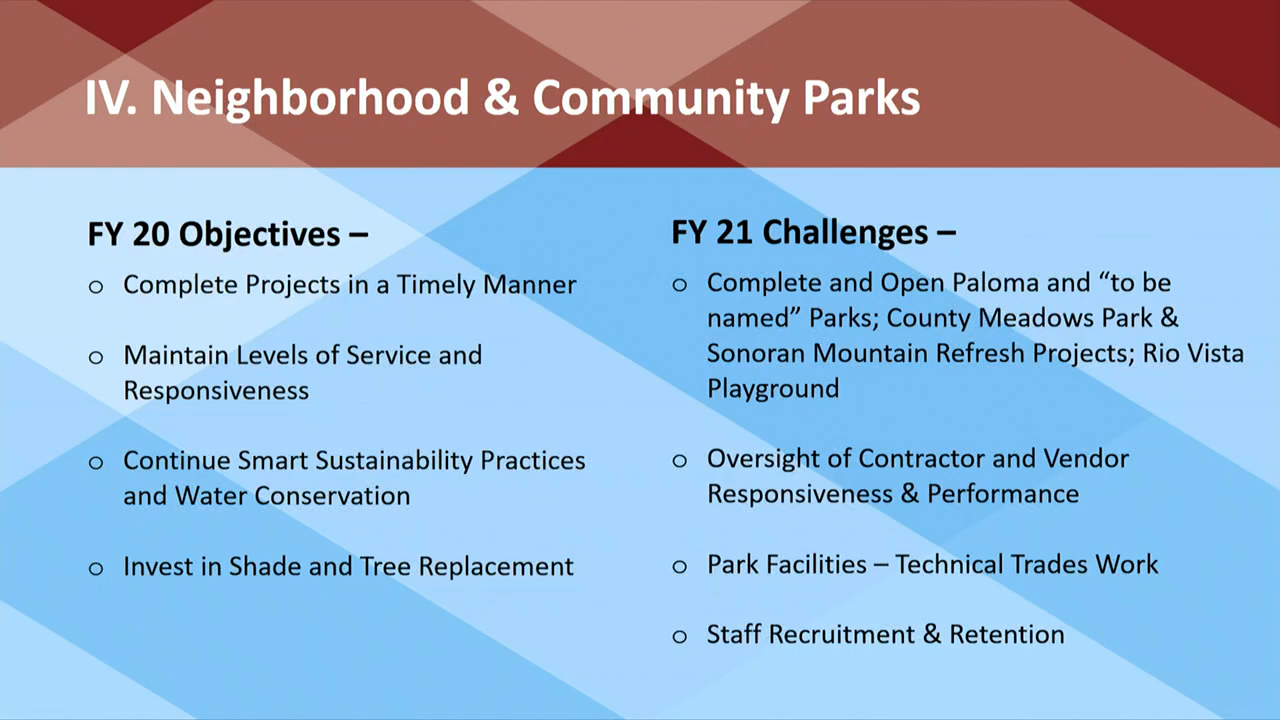 IV. Neighborhood & Community Parks
FY 20 Objectives –
o Complete Projects in a Timely Manner
o Maintain Levels of Service and
Responsiveness
o Continue Smart Sustainability Practices
and Water Conservation
o Invest in Shade and Tree Replacement
FY 21 Challenges –
o Complete and Open Paloma and “to be
named” Parks; County Meadows Park &
Sonoran Mountain Refresh Projects; Rio Vista
Playground
o Oversight of Contractor and Vendor
Responsiveness & Performance
o Park Facilities – Technical Trades Work
o Staff Recruitment & Retention